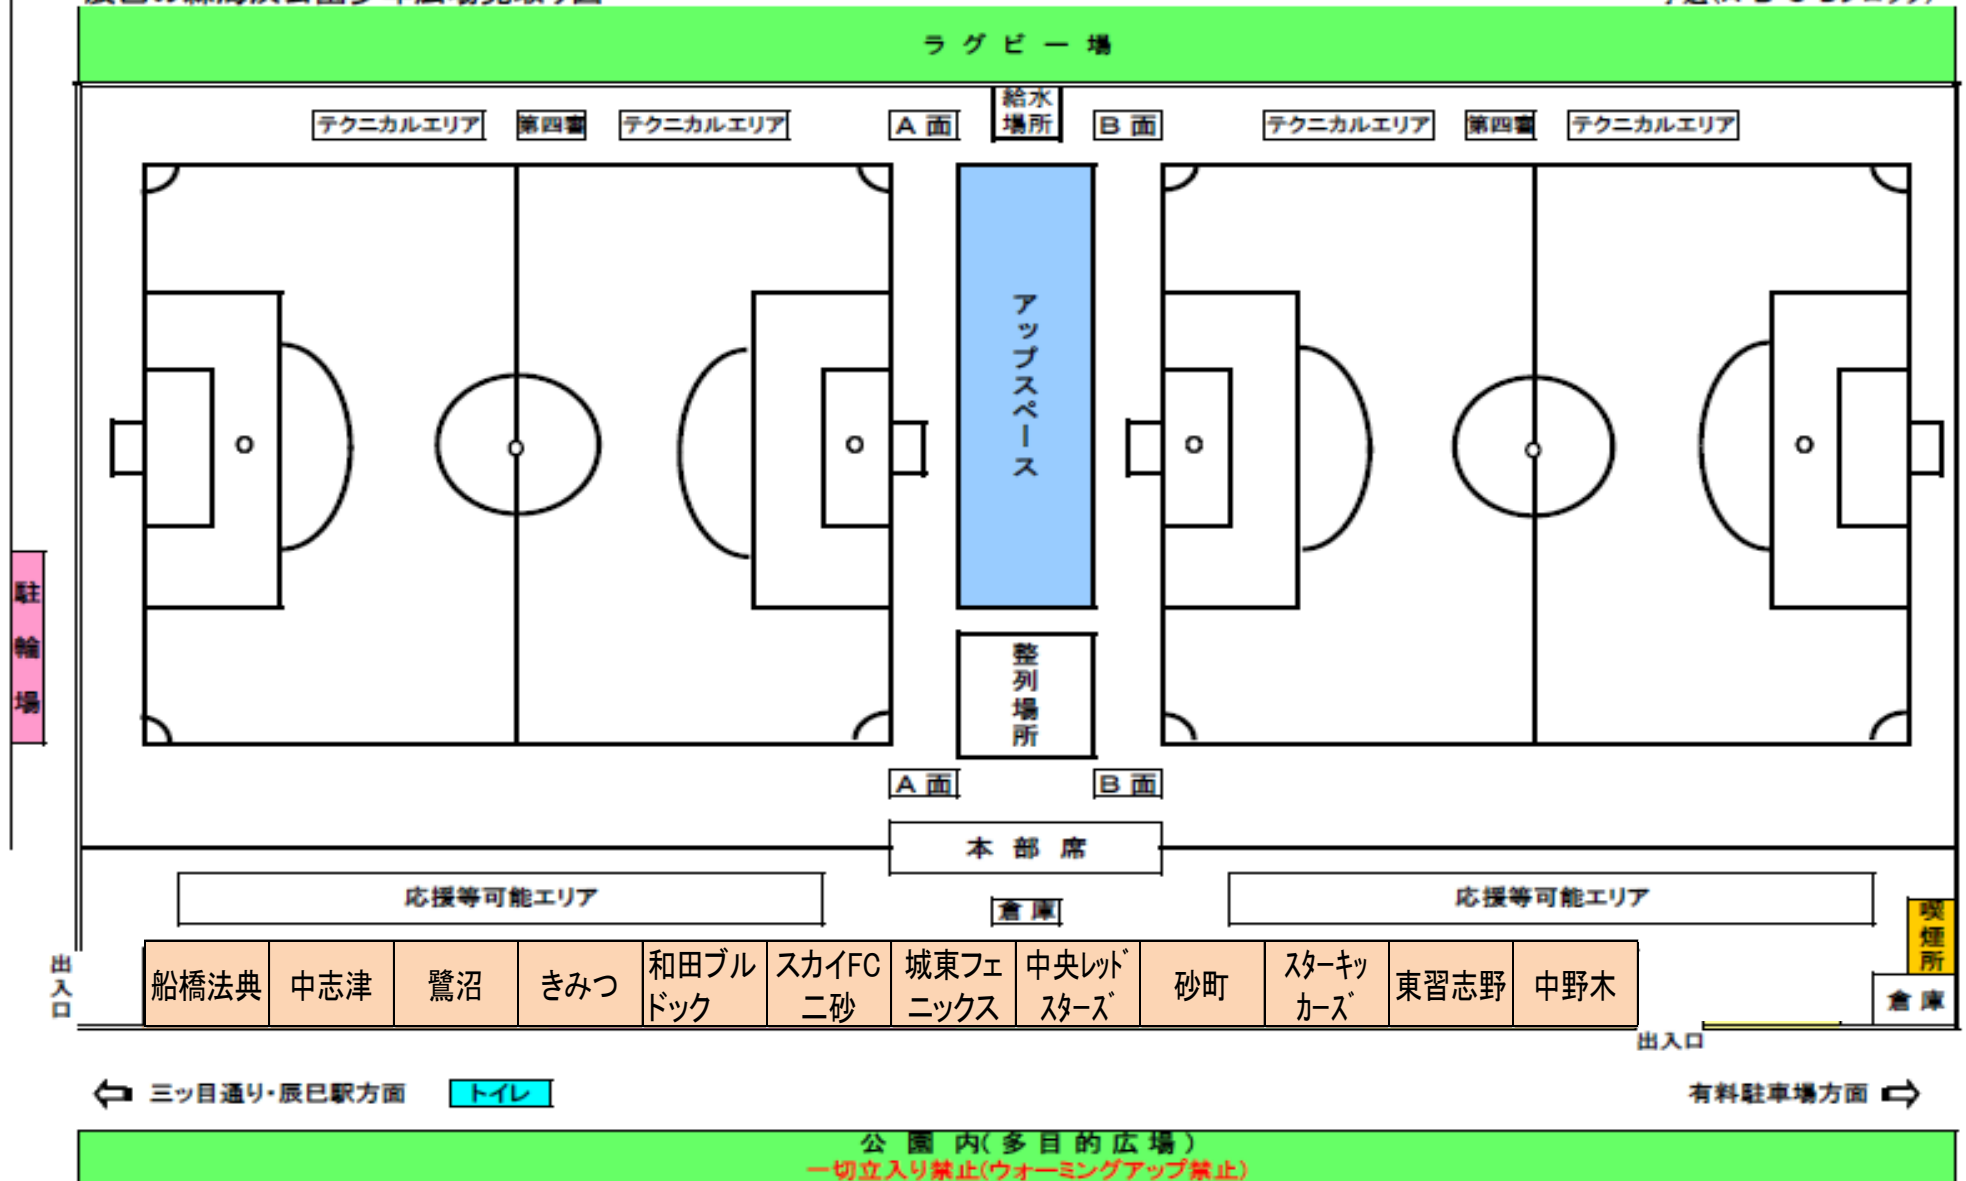 ラグビー場
給水
場所
テクニカルエリア
第四審
テクニカルエリア
A面
B面
テクニカルエリア
第四審
テクニカルエリア
アップスペース
駐輪場
整列場所
A面
B面
本部席
応援等可能エリア
倉庫
応援等可能エリア
喫煙所
出入口
船橋法典
中志津
鷺沼
きみつ
和田ブル
ドック
スカイFC
二砂
城東フェ
ニックス
中央ﾚｯﾄﾞ
ｽﾀｰｽﾞ
砂町
ｽﾀｰｷｯ
ｶｰｽﾞ
東習志野
中野木
倉庫
出入口
三ッ目通り・辰巳駅方面
トイレ
有料駐車場方面
公園内(多目的広場)
一切立入り禁止(ウォーミングアップ禁止)